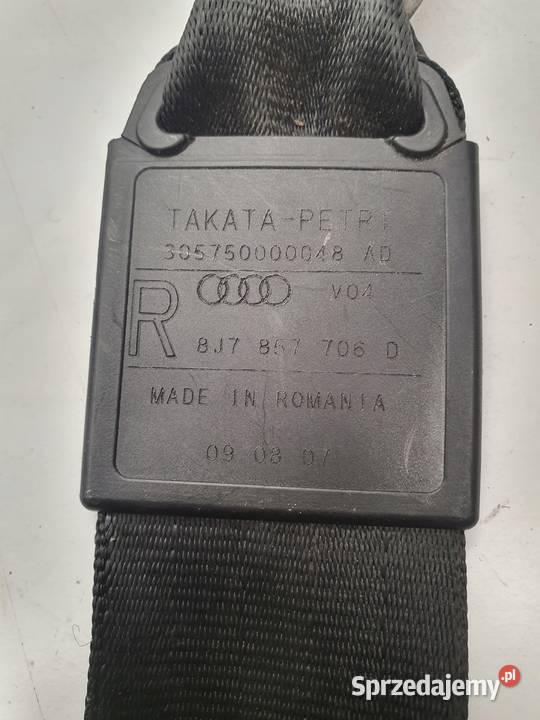 TAKATA-PETRI
305750000048 AD
V04
R
8J7 857 706 D
MADE IN ROMANIA
09 08 07
Sprzedajemy.pl